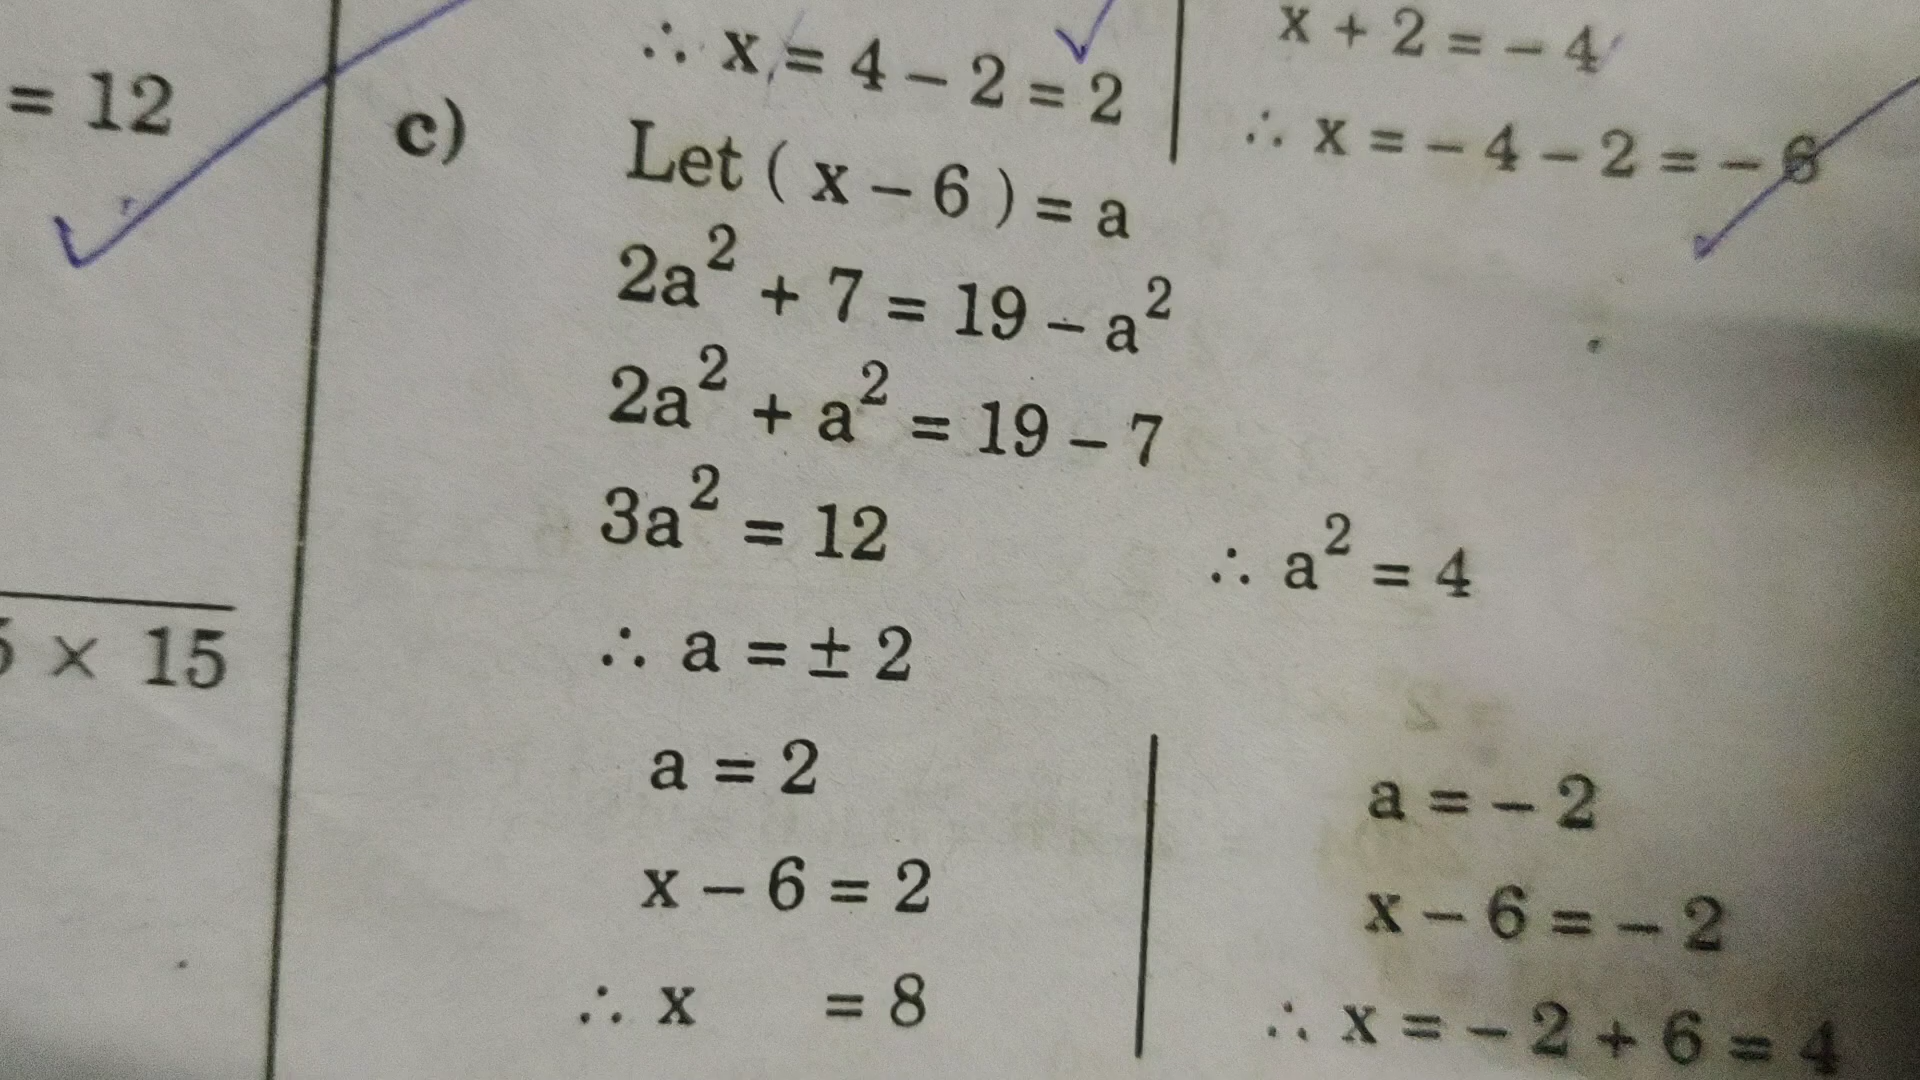 = 12
5 × 15
∴ x = 4 − 2 = 2
x + 2 = − 4
∴ x = − 4 − 2 = − 6
c)
Let ( x − 6 ) = a
2a² + 7 = 19 − a²
2a² + a² = 19 − 7
3a² = 12 ∴ a² = 4
∴ a = ± 2
a = 2
x − 6 = 2
∴ x = 8
a = − 2
x − 6 = − 2
∴ x = − 2 + 6 = 4